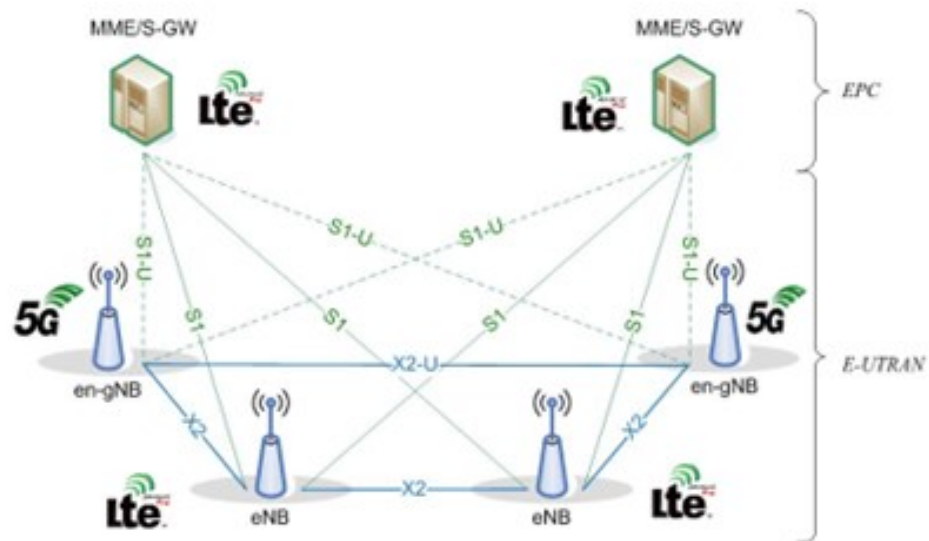 MME/S-GW
MME/S-GW
Lte
Lte
EPC
S1-U
S1-U
S1-U
S1-U
5G
5G
S1
S1
S1
S1
en-gNB
X2-U
en-gNB
E-UTRAN
X2
X2
Lte
eNB
X2
eNB
Lte